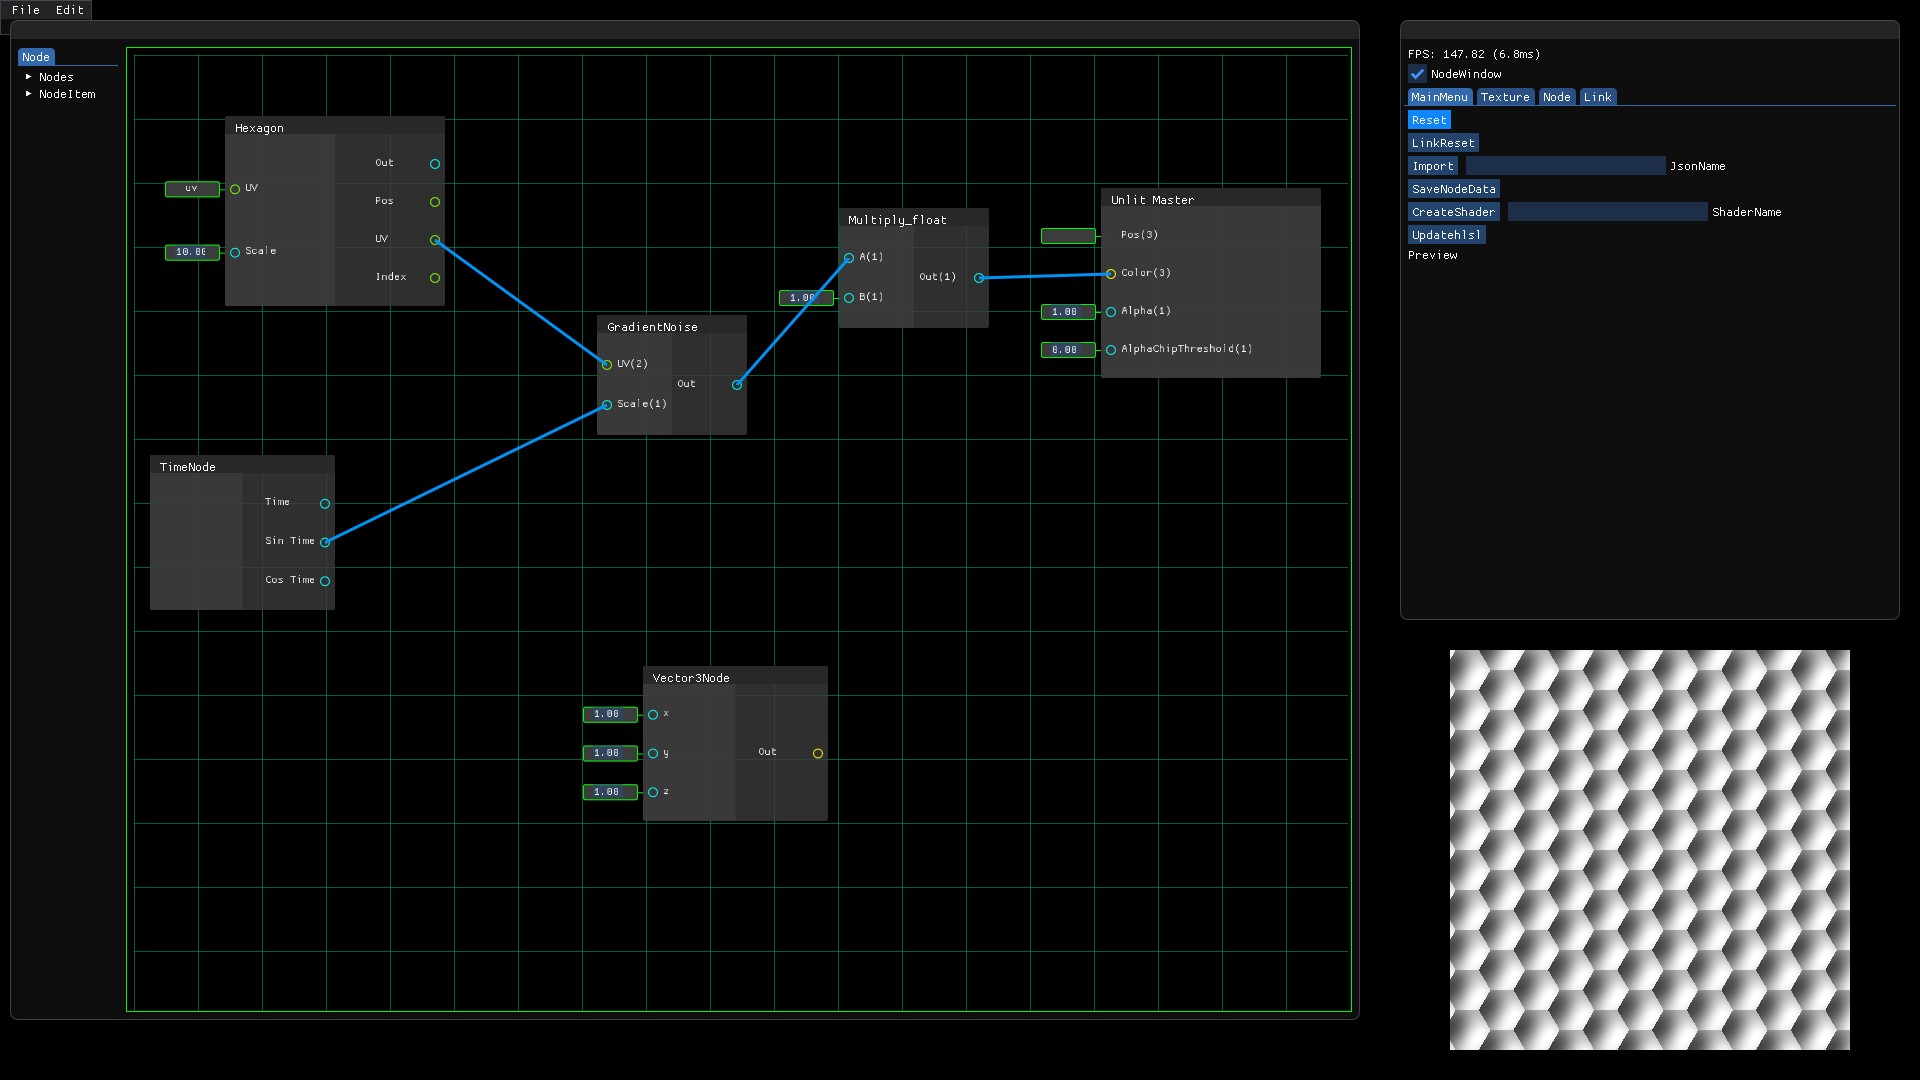 File Edit
Node
Nodes
NodeItem
Hexagon
Out
uv UV
Pos
UV
10.00 Scale
Index
GradientNoise
UV(2)
Out
Scale(1)
TimeNode
Time
Sin Time
Cos Time
Multiply_float
A(1)
Out(1)
1.00 B(1)
Unlit Master
Pos(3)
Color(3)
1.00 Alpha(1)
0.00 AlphaChipThreshold(1)
Vector3Node
1.00 x
1.00 y
Out
1.00 z
FPS: 147.82 (6.8ms)
NodeWindow
MainMenu Texture Node Link
Reset
LinkReset
Import JsonName
SaveNodeData
CreateShader ShaderName
Updatehlsl
Preview